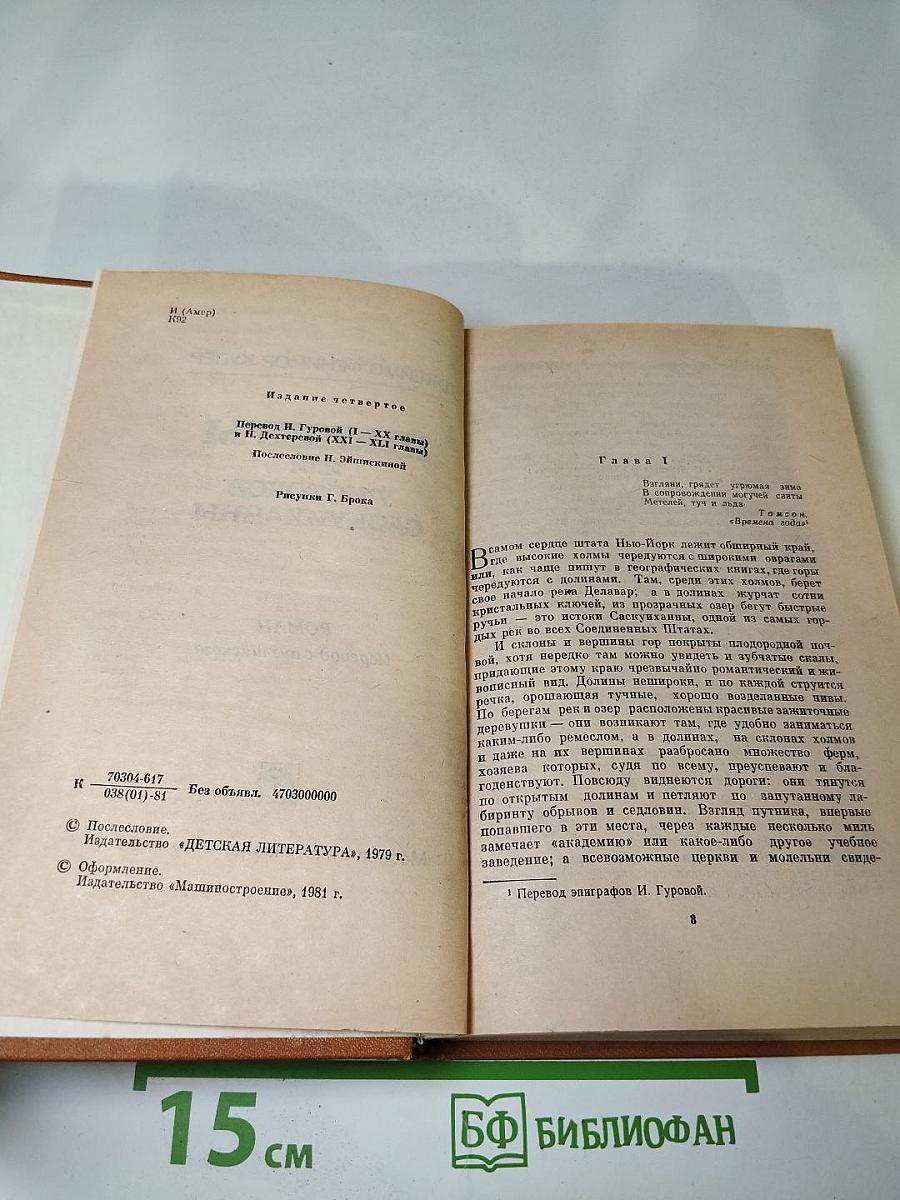 И (Амер)
К92
Издание четвертое
Перевод И. Гуровой (I — XX главы)
и Н. Дехтеревой (XXI — XLI главы)
Послесловие Н. Эйшискиной
Рисунки Г. Брока
К 70304-617
038(01)-81 Без объявл. 4703000000
© Послесловие.
Издательство «ДЕТСКАЯ ЛИТЕРАТУРА», 1979 г.
© Оформление.
Издательство «Машиностроение», 1981 г.
Глава I
Взгляни, грядет угрюмая зима
В сопровождении могучей свиты
Метелей, туч и льда.
Томсон,
«Времена года»¹
В самом сердце штата Нью-Йорк лежит обширный край,
где высокие холмы чередуются с широкими оврагами
или, как чаще пишут в географических книгах, где горы
чередуются с долинами. Там, среди этих холмов, берет
свое начало река Делавар; а в долинах журчат сотни
кристальных ключей, из прозрачных озер бегут быстрые
ручьи — это истоки Саскуиханны, одной из самых гор-
дых рек во всех Соединенных Штатах.
И склоны и вершины гор покрыты плодородной поч-
вой, хотя нередко там можно увидеть и зубчатые скалы,
придающие этому краю чрезвычайно романтический и жи-
вописный вид. Долины нешироки, и по каждой струится
речка, орошающая тучные, хорошо возделанные нивы.
По берегам рек и озер расположены красивые зажиточные
деревушки — они возникают там, где удобно заниматься
каким-либо ремеслом, а в долинах, на склонах холмов
и даже на их вершинах разбросано множество ферм,
хозяева которых, судя по всему, преуспевают и бла-
годенствуют. Повсюду виднеются дороги: они тянутся
по открытым долинам и петляют по запутанному ла-
биринту обрывов и седловин. Взгляд путника, впервые
попавшего в эти места, через каждые несколько миль
замечает «академию» или какое-либо другое учебное
заведение; а всевозможные церкви и молельни свиде-
¹ Перевод эпиграфов И. Гуровой.
3
15 см
БФ БИБЛИОФАН